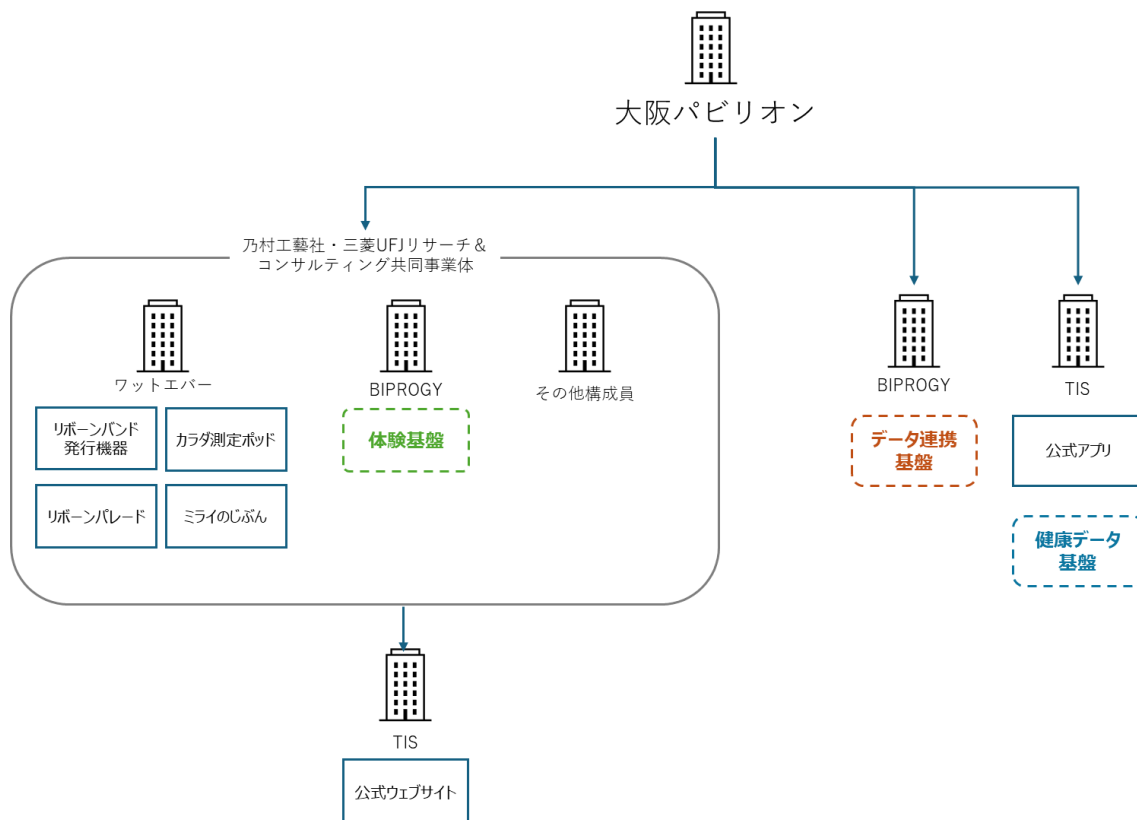 大阪パビリオン
乃村工藝社・三菱UFJリサーチ＆
コンサルティング共同事業体
ワットエバー
BIPROGY
その他構成員
リボーンバンド
発行機器
カラダ測定ポッド
体験基盤
リボーンパレード
ミライのじぶん
BIPROGY
TIS
データ連携
基盤
公式アプリ
健康データ
基盤
TIS
公式ウェブサイト